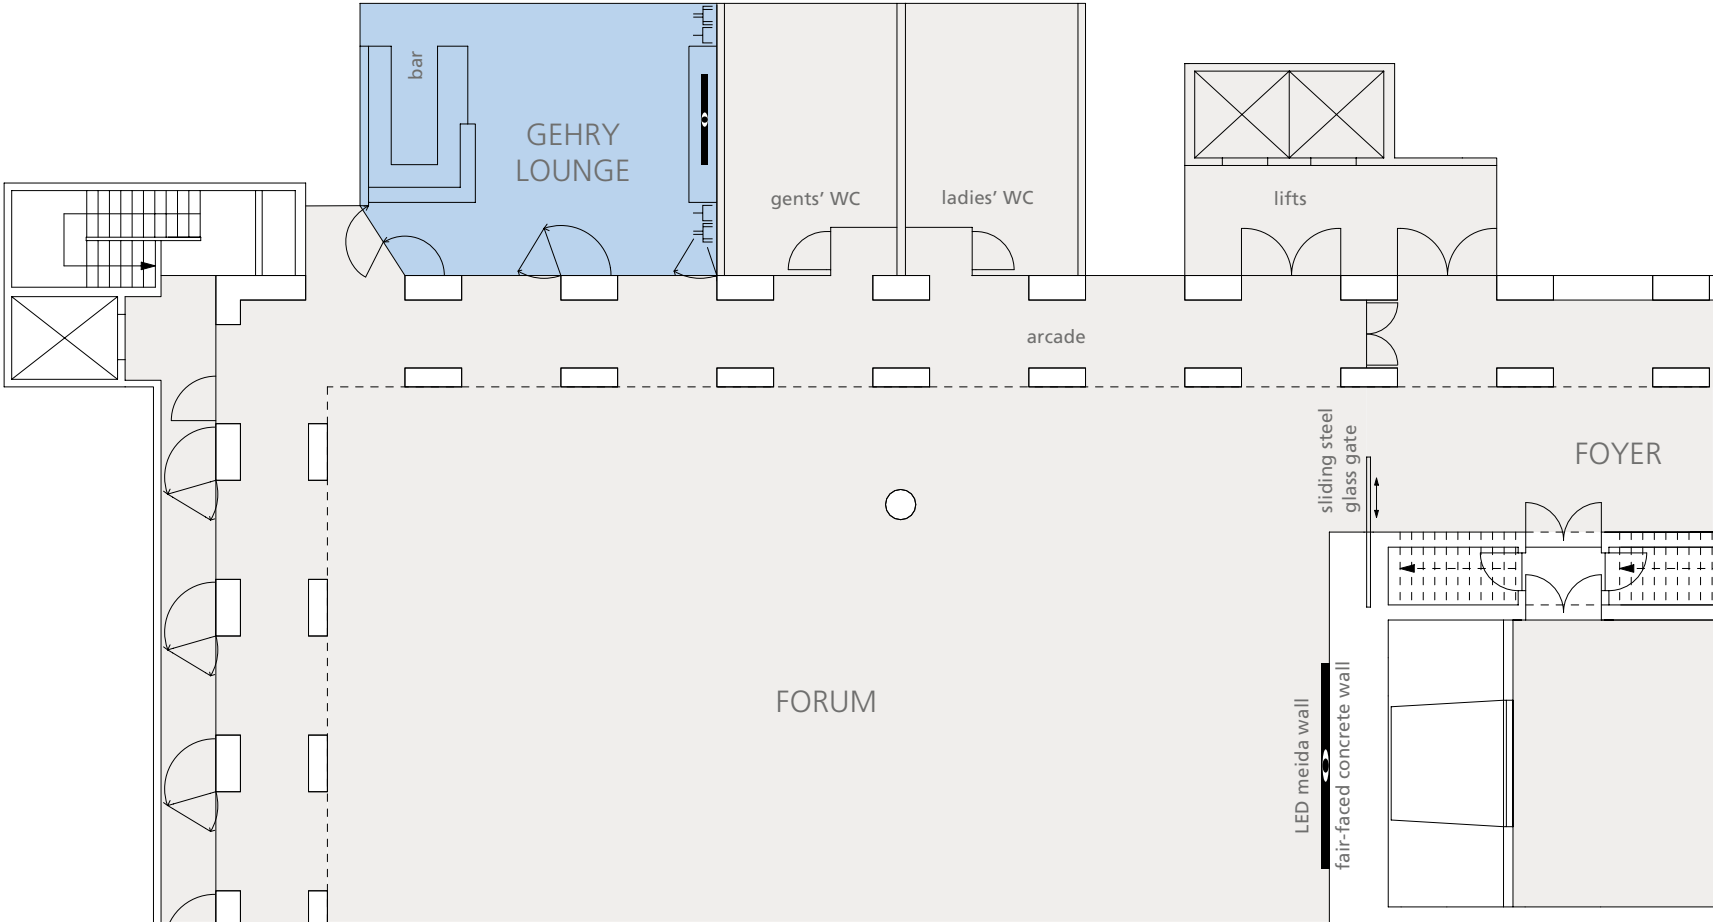 bar
GEHRY
LOUNGE
gents’ WC
ladies’ WC
lifts
arcade
sliding steel
glass gate
FOYER
FORUM
LED meida wall
fair-faced concrete wall